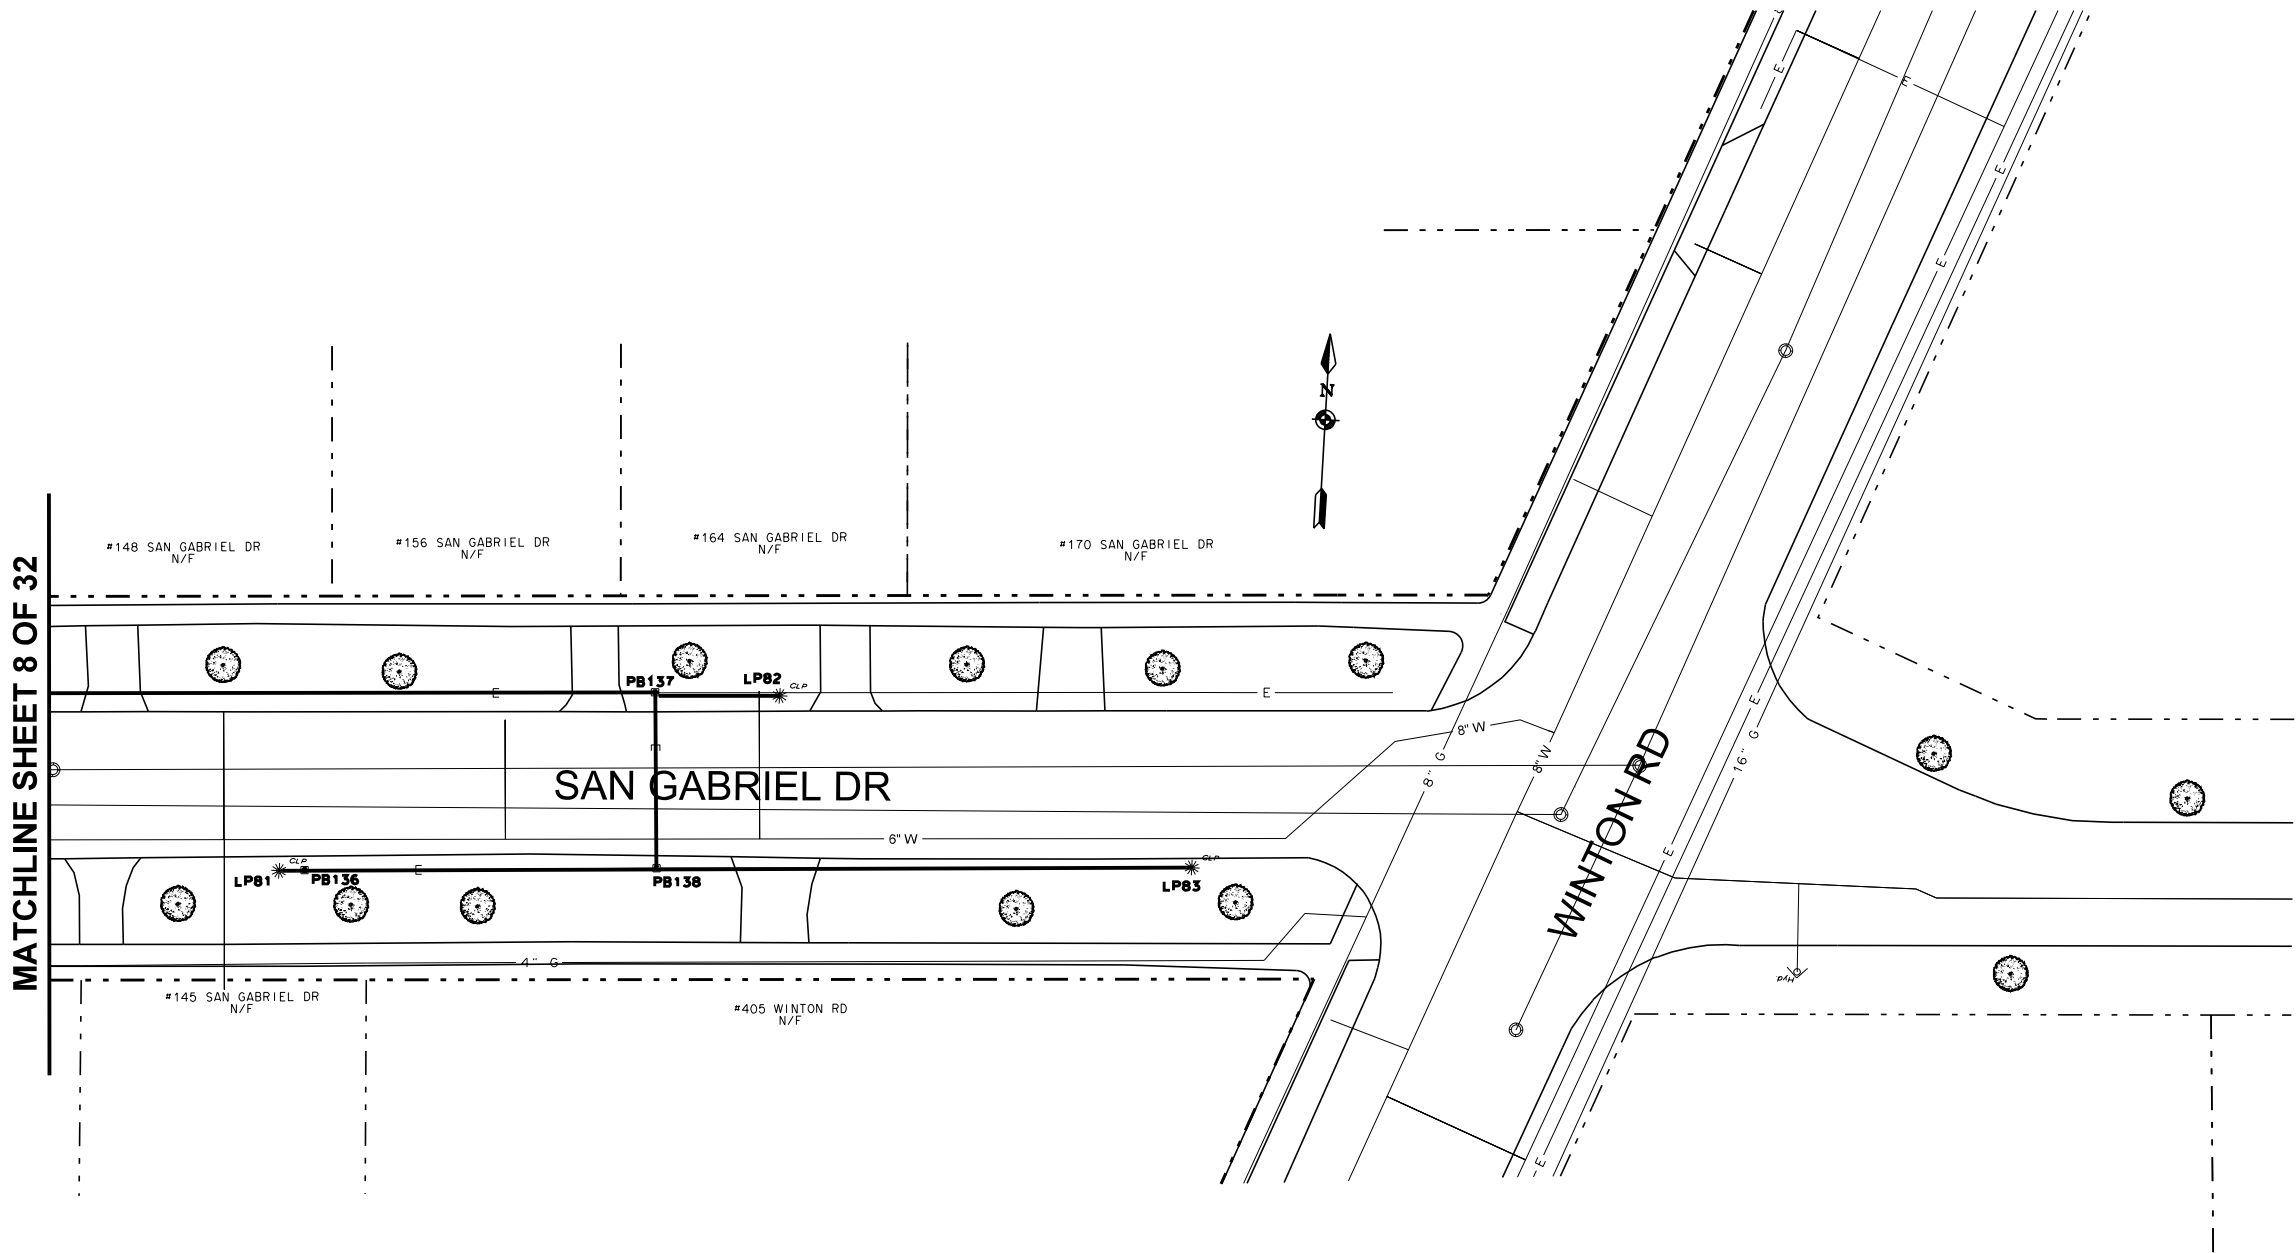 MATCHLINE SHEET 8 OF 32
#148 SAN GABRIEL DR
N/F
#156 SAN GABRIEL DR
N/F
#164 SAN GABRIEL DR
N/F
#170 SAN GABRIEL DR
N/F
N
E
E
E
E
PB137
LP82
CLP
E
E
E
SAN GABRIEL DR
8" W
8" G
8" W
WINTON RD
E
16" G
E
6" W
CLP
LP81
PB136
E
PB138
CLP
LP83
4" G
#145 SAN GABRIEL DR
N/F
#405 WINTON RD
N/F
Hyd
E